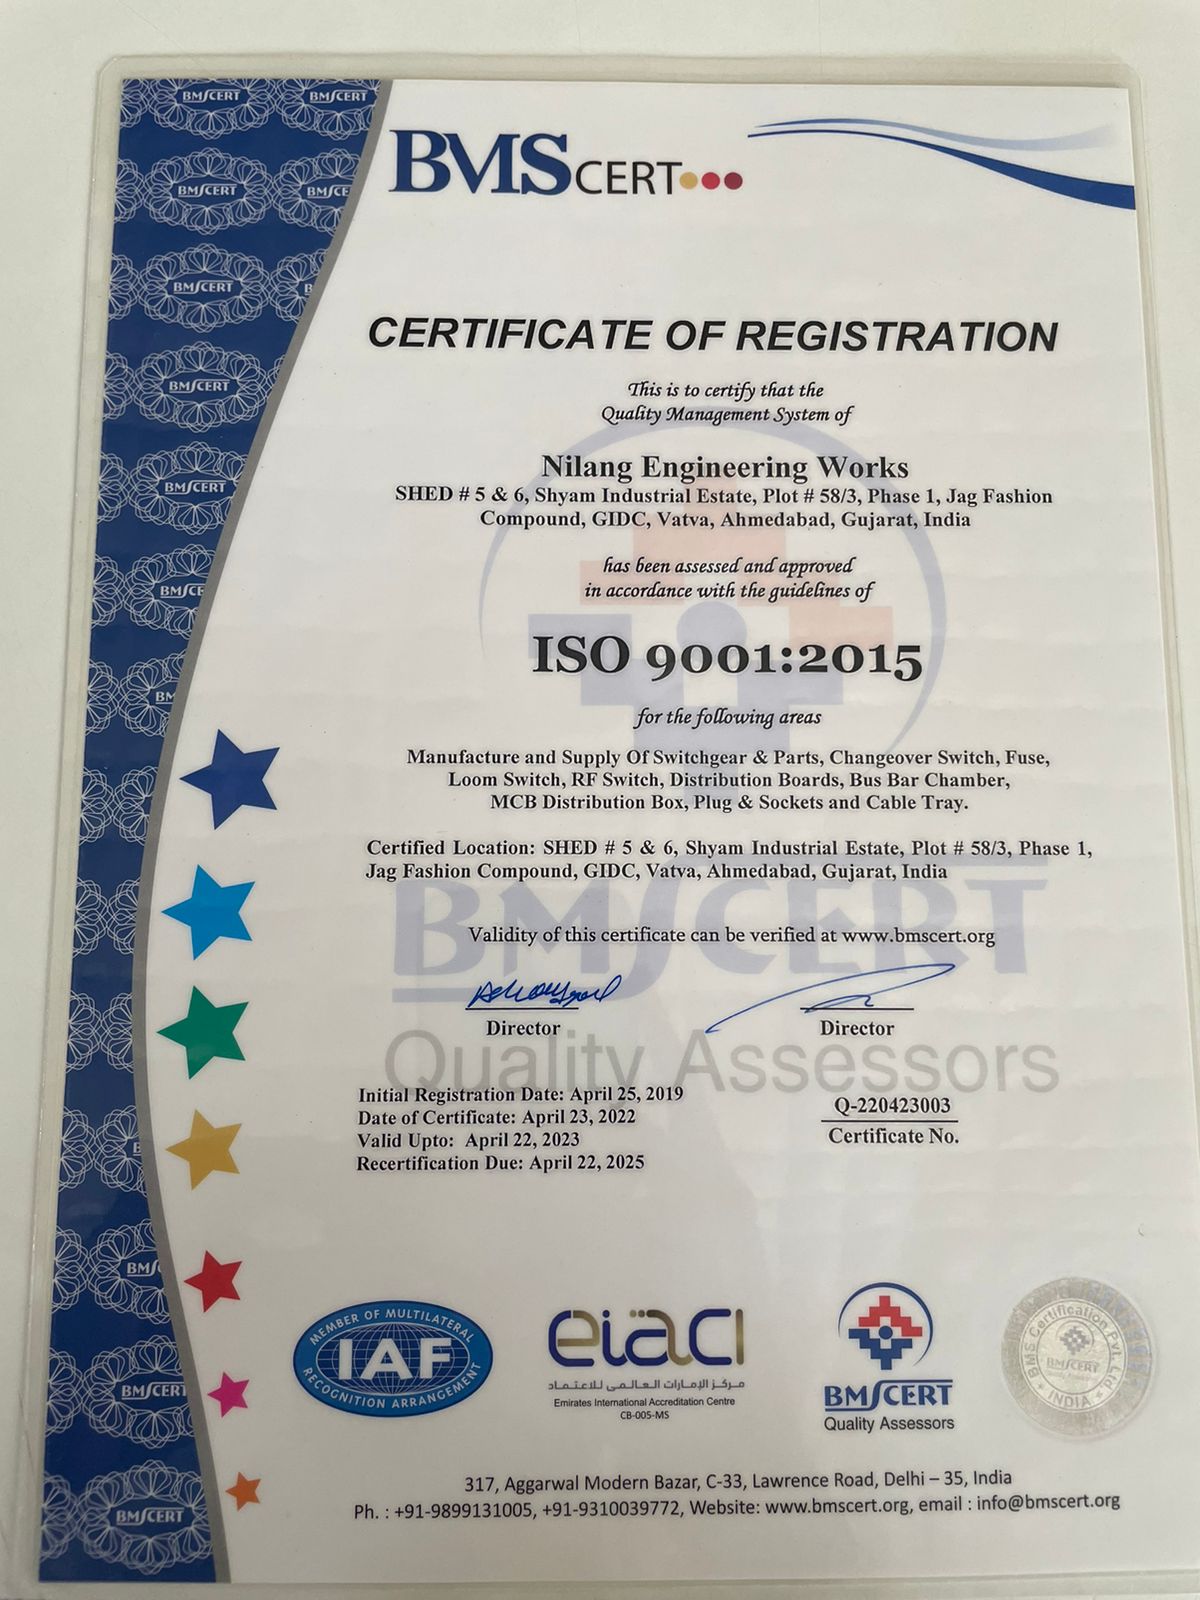 BMSCERT
CERTIFICATE OF REGISTRATION
This is to certify that the
Quality Management System of
Nilang Engineering Works
SHED # 5 & 6, Shyam Industrial Estate, Plot # 58/3, Phase 1, Jag Fashion
Compound, GIDC, Vatva, Ahmedabad, Gujarat, India
has been assessed and approved
in accordance with the guidelines of
ISO 9001:2015
for the following areas
Manufacture and Supply Of Switchgear & Parts, Changeover Switch, Fuse,
Loom Switch, RF Switch, Distribution Boards, Bus Bar Chamber,
MCB Distribution Box, Plug & Sockets and Cable Tray.
Certified Location: SHED # 5 & 6, Shyam Industrial Estate, Plot # 58/3, Phase 1,
Jag Fashion Compound, GIDC, Vatva, Ahmedabad, Gujarat, India
BMSCERT
Validity of this certificate can be verified at www.bmscert.org
Director
Director
Quality Assessors
Initial Registration Date: April 25, 2019
Date of Certificate: April 23, 2022
Valid Upto: April 22, 2023
Recertification Due: April 22, 2025
Q-220423003
Certificate No.
MEMBER OF MULTILATERAL
IAF
RECOGNITION ARRANGEMENT
eiaci
مركز الإمارات العالمى للاعتماد
Emirates International Accreditation Centre
CB-005-MS
BMSCERT
Quality Assessors
BMS Certification Pvt. Ltd.
BMSCERT
INDIA
317, Aggarwal Modern Bazar, C-33, Lawrence Road, Delhi – 35, India
Ph. : +91-9899131005, +91-9310039772, Website: www.bmscert.org, email : info@bmscert.org
BMSCERT
BMSCERT
BMSCERT
BMSCE
BMSCERT
B
BMSCERT
BMSCERT
BMSCE
BM
B
BMS
BMSCERT
BMSCERT